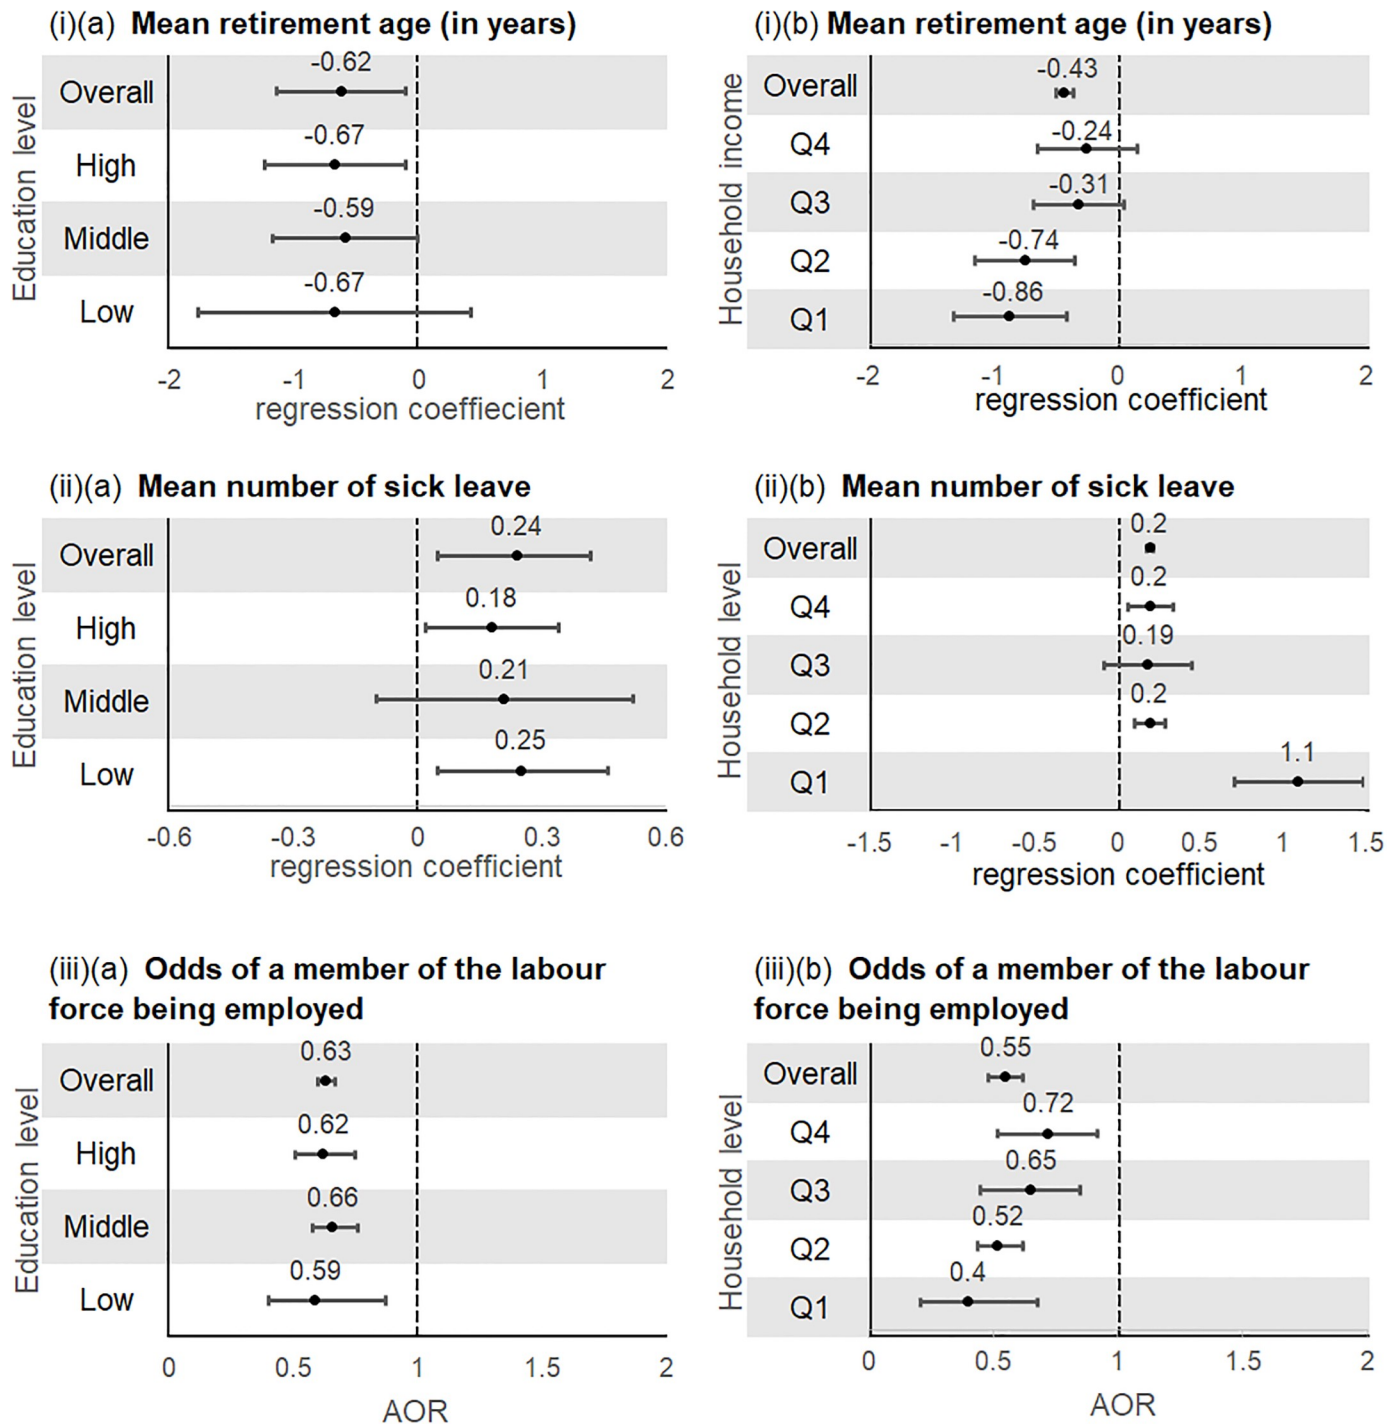 (i)(a) Mean retirement age (in years)
Education level
Overall
-0.62
High
-0.67
Middle
-0.59
Low
-0.67
-2 -1 0 1 2
regression coeffiecient
(i)(b) Mean retirement age (in years)
Household income
Overall
-0.43
Q4
-0.24
Q3
-0.31
Q2
-0.74
Q1
-0.86
-2 -1 0 1 2
regression coefficient
(ii)(a) Mean number of sick leave
Education level
Overall
0.24
High
0.18
Middle
0.21
Low
0.25
-0.6 -0.3 0 0.3 0.6
regression coefficient
(ii)(b) Mean number of sick leave
Household level
Overall
0.2
Q4
0.2
Q3
0.19
Q2
0.2
Q1
1.1
-1.5 -1 -0.5 0 0.5 1 1.5
regression coefficient
(iii)(a) Odds of a member of the labour
force being employed
Education level
Overall
0.63
High
0.62
Middle
0.66
Low
0.59
0 0.5 1 1.5 2
AOR
(iii)(b) Odds of a member of the labour
force being employed
Household level
Overall
0.55
Q4
0.72
Q3
0.65
Q2
0.52
Q1
0.4
0 0.5 1 1.5 2
AOR